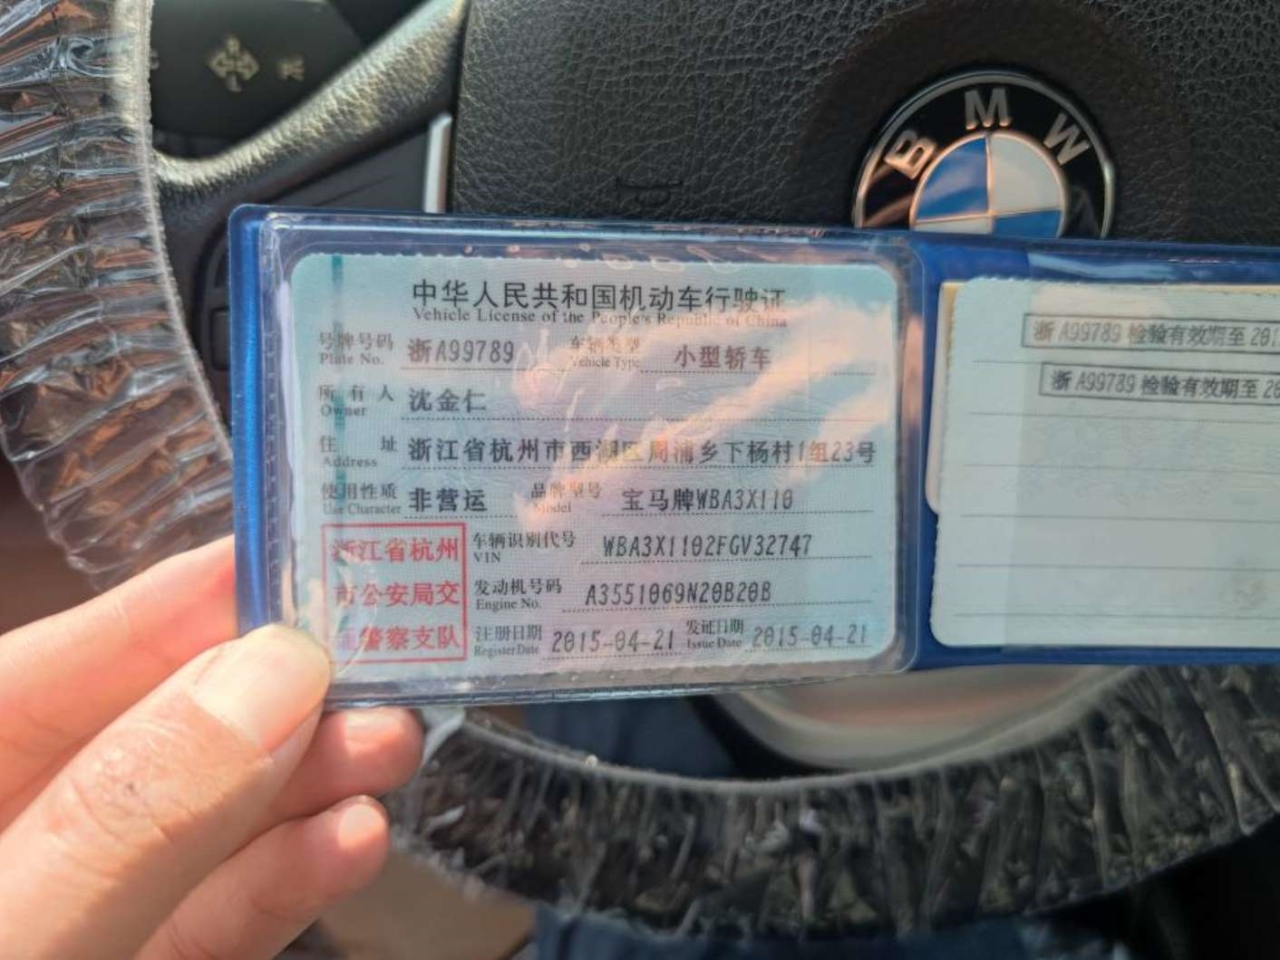 BMW
中华人民共和国机动车行驶证
Vehicle License of the People's Republic of China
号牌号码 浙A99789 车辆类型 小型轿车
Plate No. Vehicle Type
所有人 沈金仁
Owner
住址 浙江省杭州市西湖区周浦乡下杨村1组23号
Address
使用性质 非营运 品牌型号 宝马牌WBA3X110
Use Character Model
浙江省杭州
市公安局交
警察支队
车辆识别代号 WBA3X1102FGV32747
VIN
发动机号码 A3551069N20B20B
Engine No.
注册日期 2015-04-21 发证日期 2015-04-21
Register Date Issue Date
浙A99789检验有效期至201
浙A99789检验有效期至20